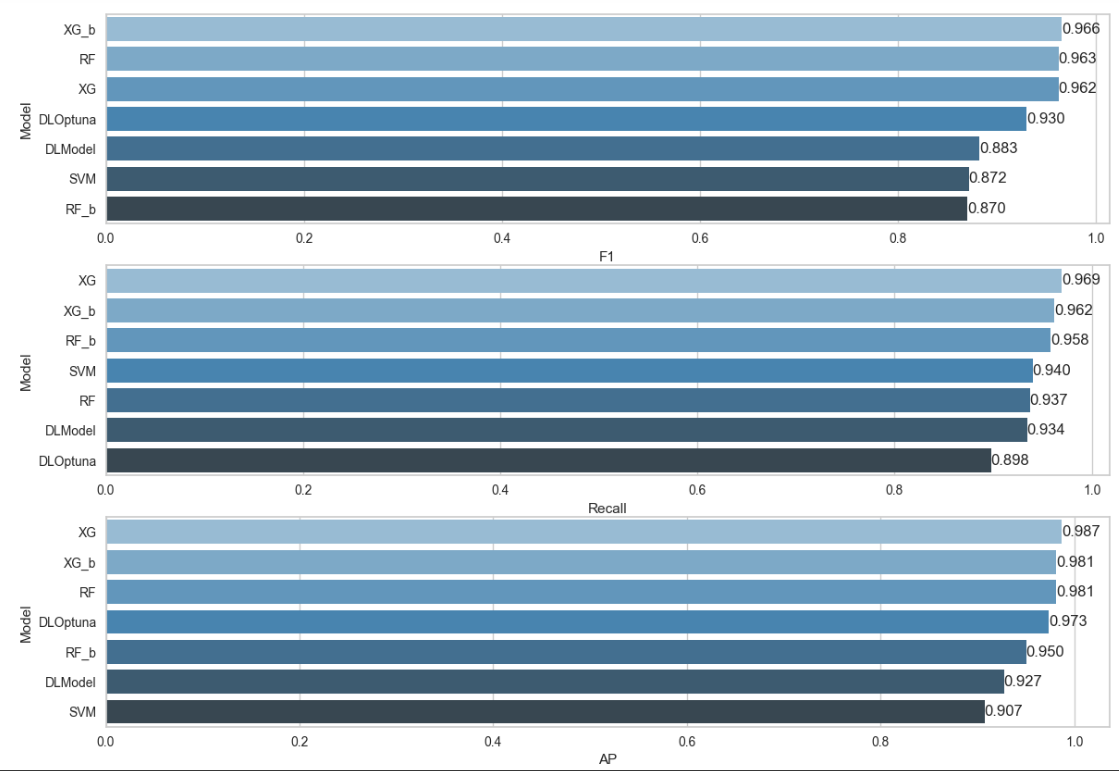 XG_b 0.966
RF 0.963
XG 0.962
DLOptuna 0.930
DLModel 0.883
SVM 0.872
RF_b 0.870
Model
0.0 0.2 0.4 0.6 0.8 1.0
F1
XG 0.969
XG_b 0.962
RF_b 0.958
SVM 0.940
RF 0.937
DLModel 0.934
DLOptuna 0.898
Model
0.0 0.2 0.4 0.6 0.8 1.0
Recall
XG 0.987
XG_b 0.981
RF 0.981
DLOptuna 0.973
RF_b 0.950
DLModel 0.927
SVM 0.907
Model
0.0 0.2 0.4 0.6 0.8 1.0
AP